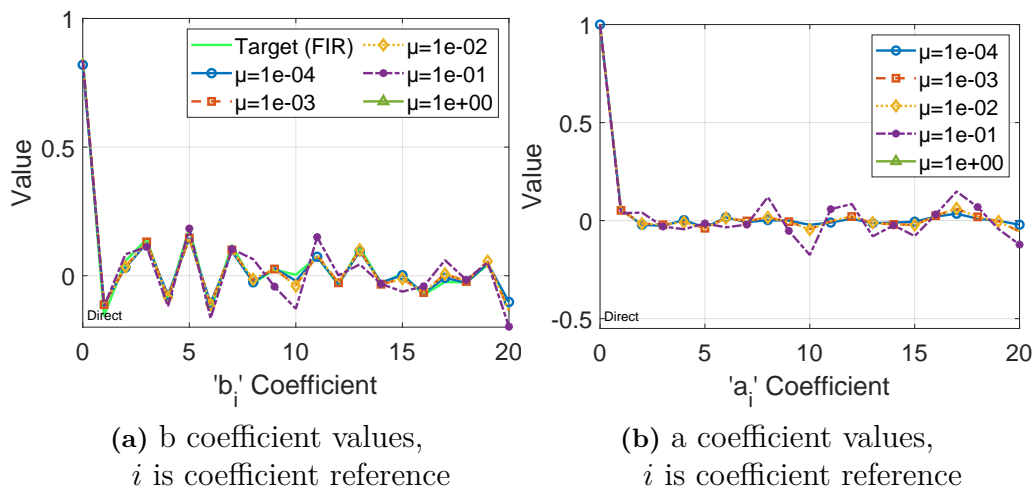 1
0.5
0
Value
Target (FIR)
μ=1e-04
μ=1e-03
μ=1e-02
μ=1e-01
μ=1e+00
Direct
0 5 10 15 20
'b_i' Coefficient
(a) b coefficient values,
i is coefficient reference
1
0.5
0
-0.5
Value
μ=1e-04
μ=1e-03
μ=1e-02
μ=1e-01
μ=1e+00
Direct
0 5 10 15 20
'a_i' Coefficient
(b) a coefficient values,
i is coefficient reference